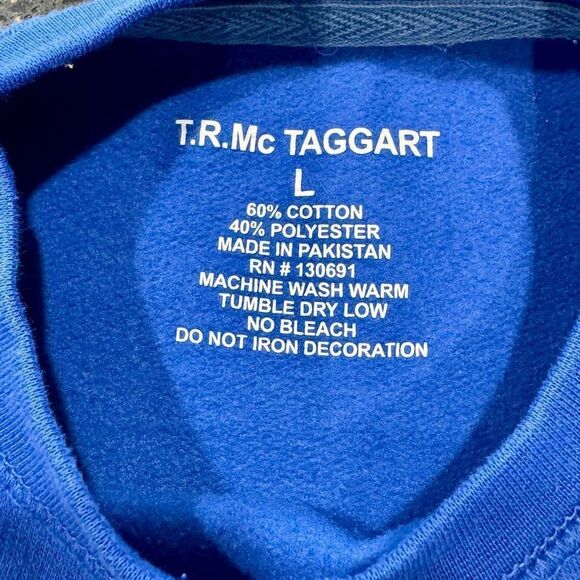 T.R.Mc TAGGART
L
60% COTTON
40% POLYESTER
MADE IN PAKISTAN
RN # 130691
MACHINE WASH WARM
TUMBLE DRY LOW
NO BLEACH
DO NOT IRON DECORATION